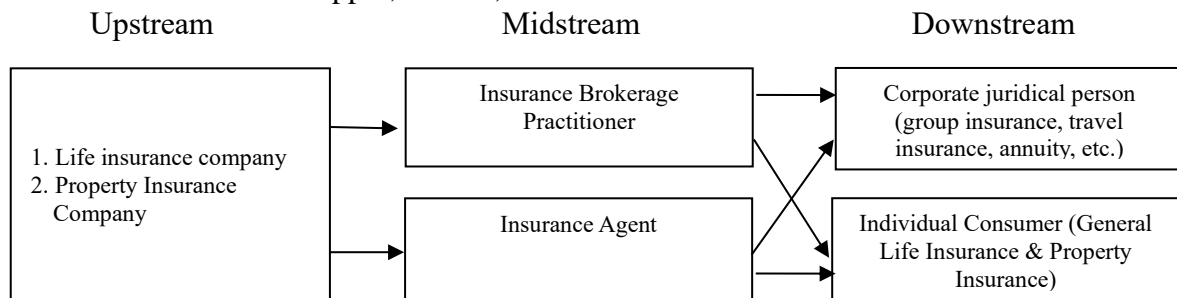 Upstream
Midstream
Downstream
1. Life insurance company
2. Property Insurance
Company
Insurance Brokerage
Practitioner
Insurance Agent
Corporate juridical person
(group insurance, travel
insurance, annuity, etc.)
Individual Consumer (General
Life Insurance & Property
Insurance)